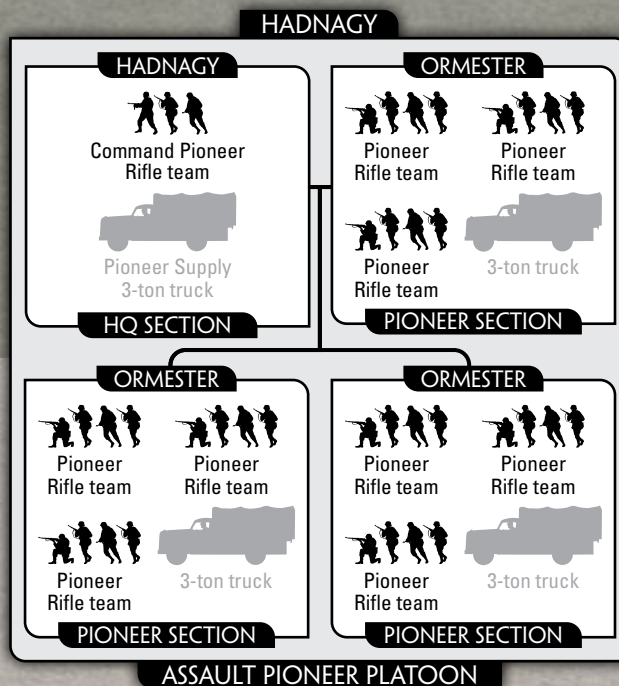 HADNAGY
HADNAGY
Command Pioneer
Rifle team
Pioneer Supply
3-ton truck
HQ SECTION
ORMESTER
Pioneer
Rifle team
Pioneer
Rifle team
Pioneer
Rifle team
3-ton truck
PIONEER SECTION
ORMESTER
Pioneer
Rifle team
Pioneer
Rifle team
Pioneer
Rifle team
3-ton truck
PIONEER SECTION
ORMESTER
Pioneer
Rifle team
Pioneer
Rifle team
Pioneer
Rifle team
3-ton truck
PIONEER SECTION
ASSAULT PIONEER PLATOON